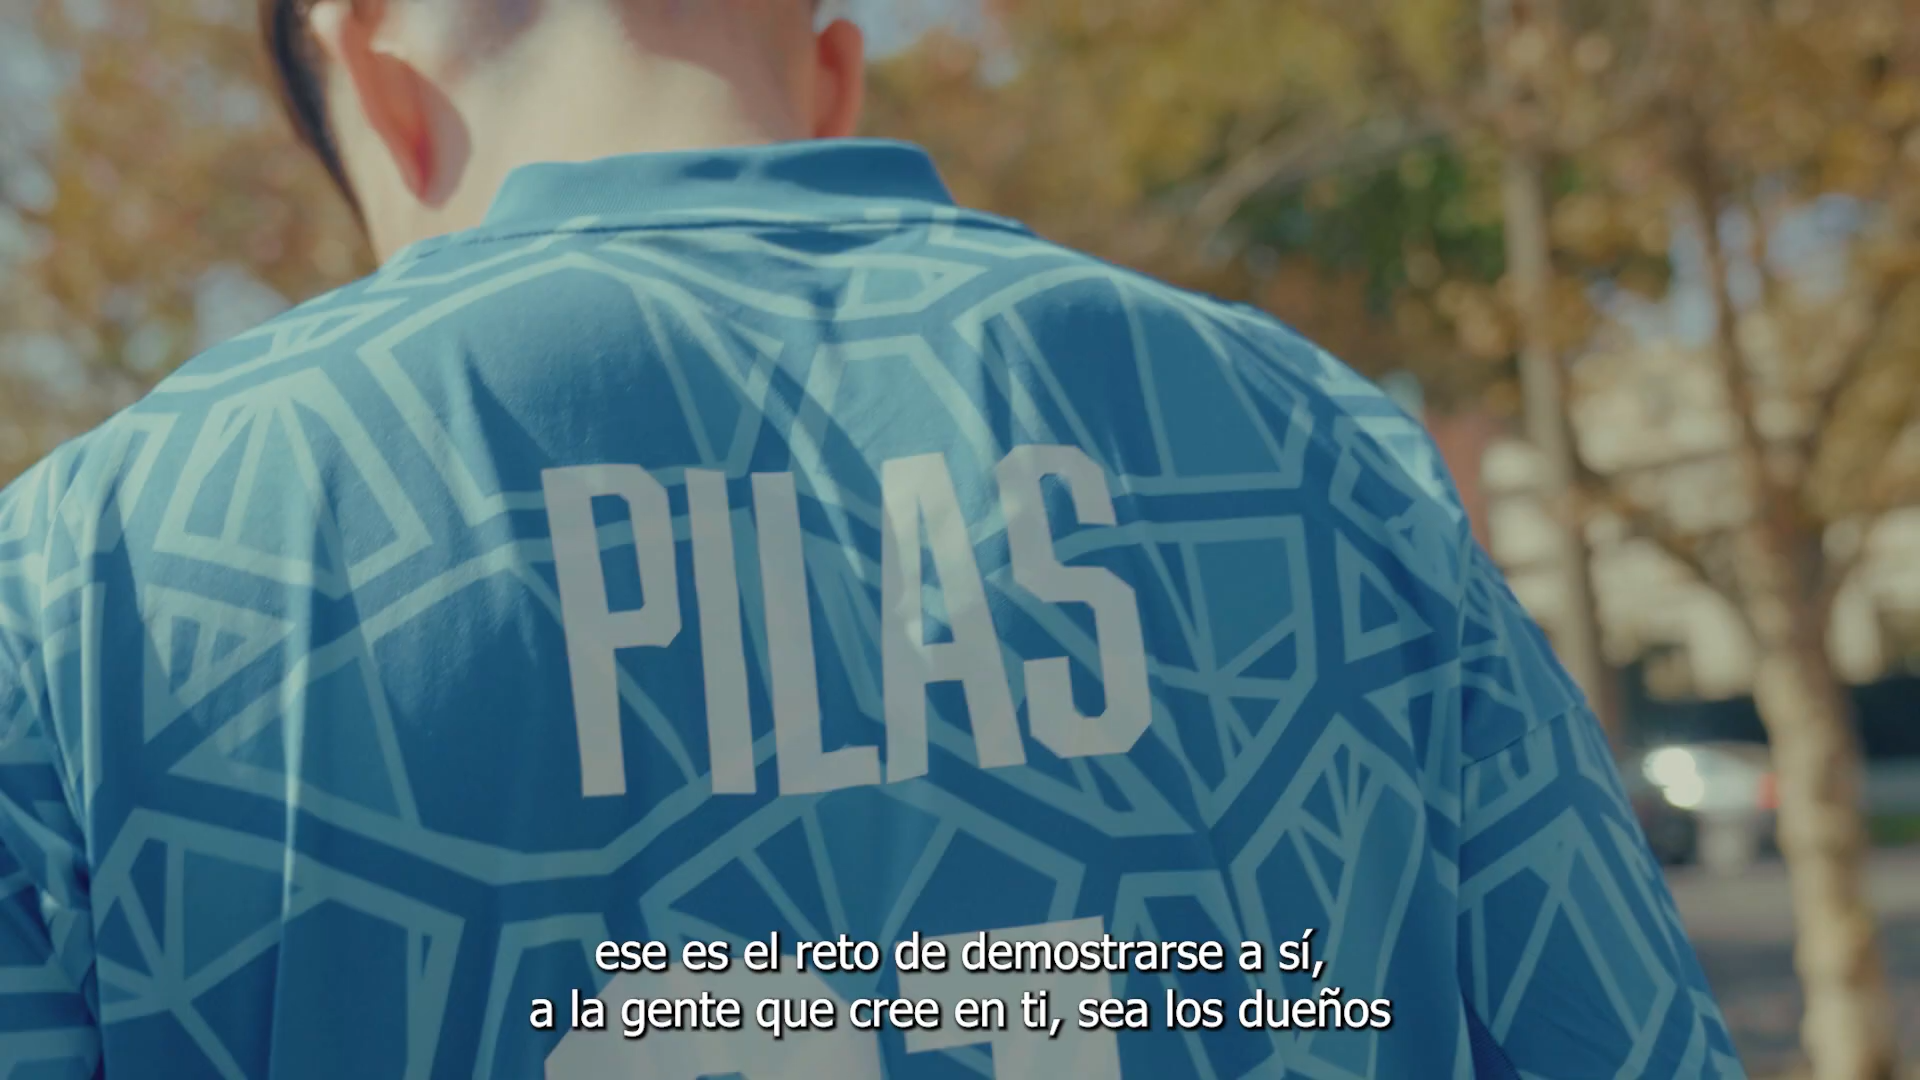 PILAS
ese es el reto de demostrarse a sí,
a la gente que cree en ti, sea los dueños